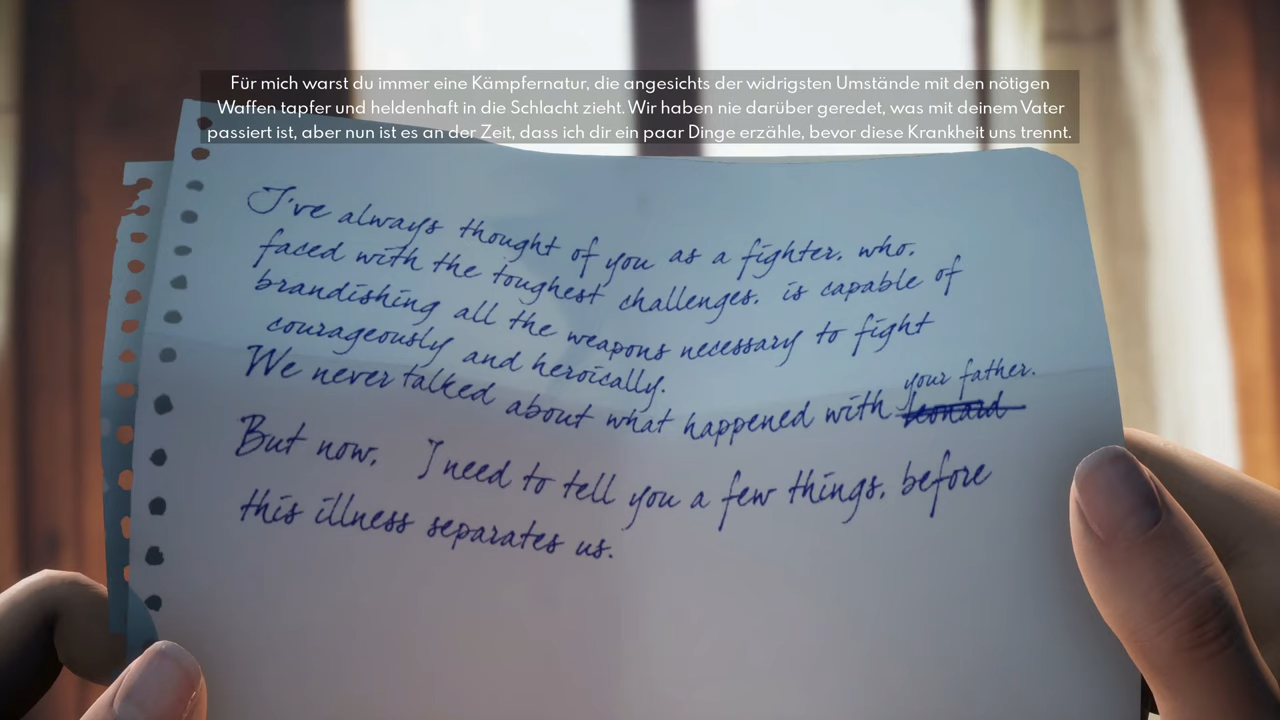 Für mich warst du immer eine Kämpfernatur, die angesichts der widrigsten Umstände mit den nötigen
Waffen tapfer und heldenhaft in die Schlacht zieht. Wir haben nie darüber geredet, was mit deinem Vater
passiert ist, aber nun ist es an der Zeit, dass ich dir ein paar Dinge erzähle, bevor diese Krankheit uns trennt.
I've always thought of you as a fighter, who,
faced with the toughest challenges, is capable of
brandishing all the weapons necessary to fight
courageously and heroically.
your father.
We never talked about what happened with Leonard
But now, I need to tell you a few things, before
this illness separates us.